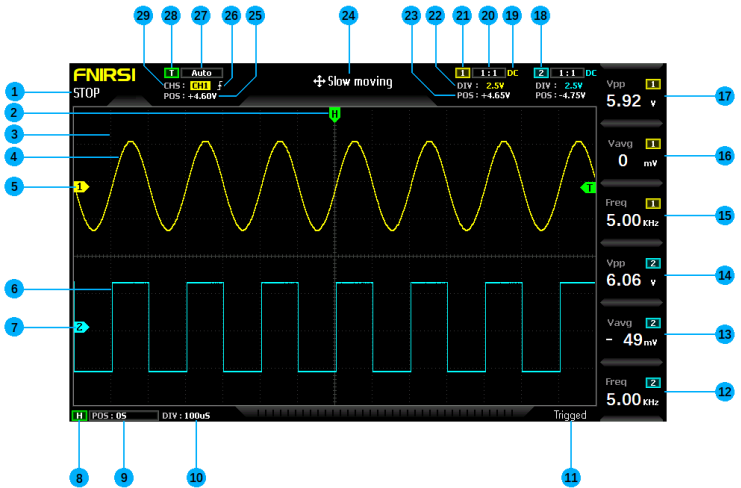 29 28 27 26 25 24 23 22 21 20 19 18
FNIRSI
STOP
T Auto
CHS: CH1
POS: +4.60V
Slow moving
1 1:1 DC
DIV: 2.5V
POS: +4.65V
2 1:1 DC
DIV: 2.5V
POS: -4.75V
1
2
3
4
5
6
7
H
1
T
2
Vpp 1
5.92 v
17
Vavg 1
0 mV
16
Freq 1
5.00 KHz
15
Vpp 2
6.06 v
14
Vavg 2
- 49 mV
13
Freq 2
5.00 KHz
12
H POS: 0S DIV: 100uS
Trigged
8 9 10 11